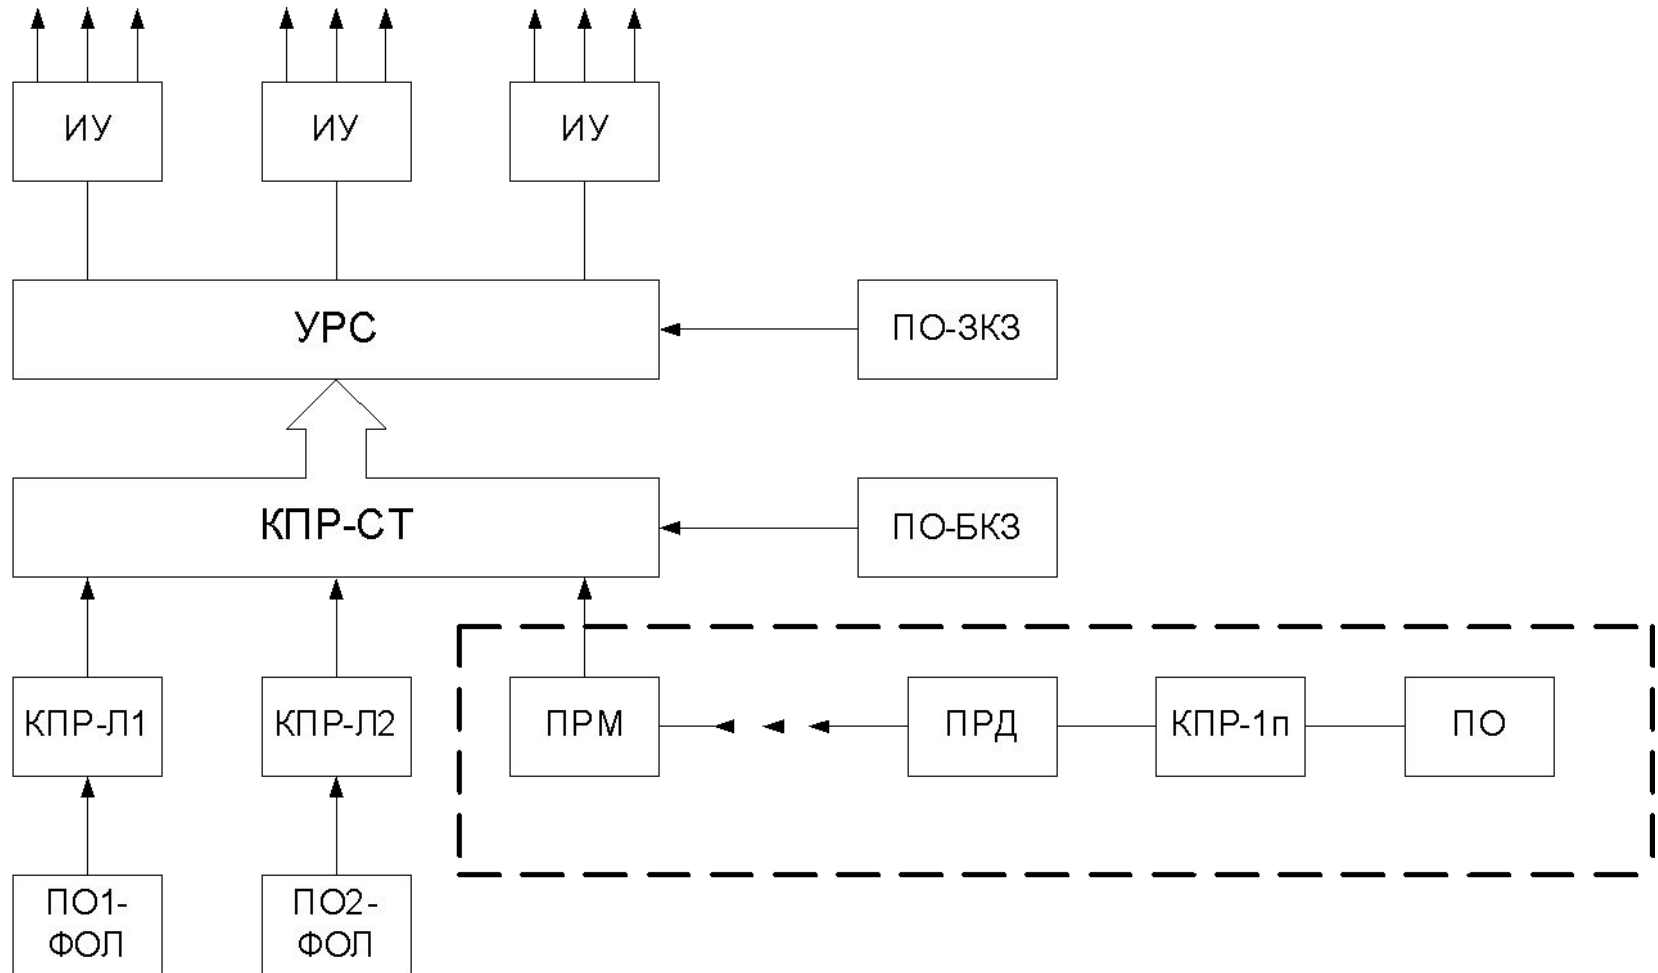 ИУ
ИУ
ИУ
УРС
ПО-ЗКЗ
КПР-СТ
ПО-БКЗ
КПР-Л1
КПР-Л2
ПРМ
ПРД
КПР-1п
ПО
ПО1-
ФОЛ
ПО2-
ФОЛ